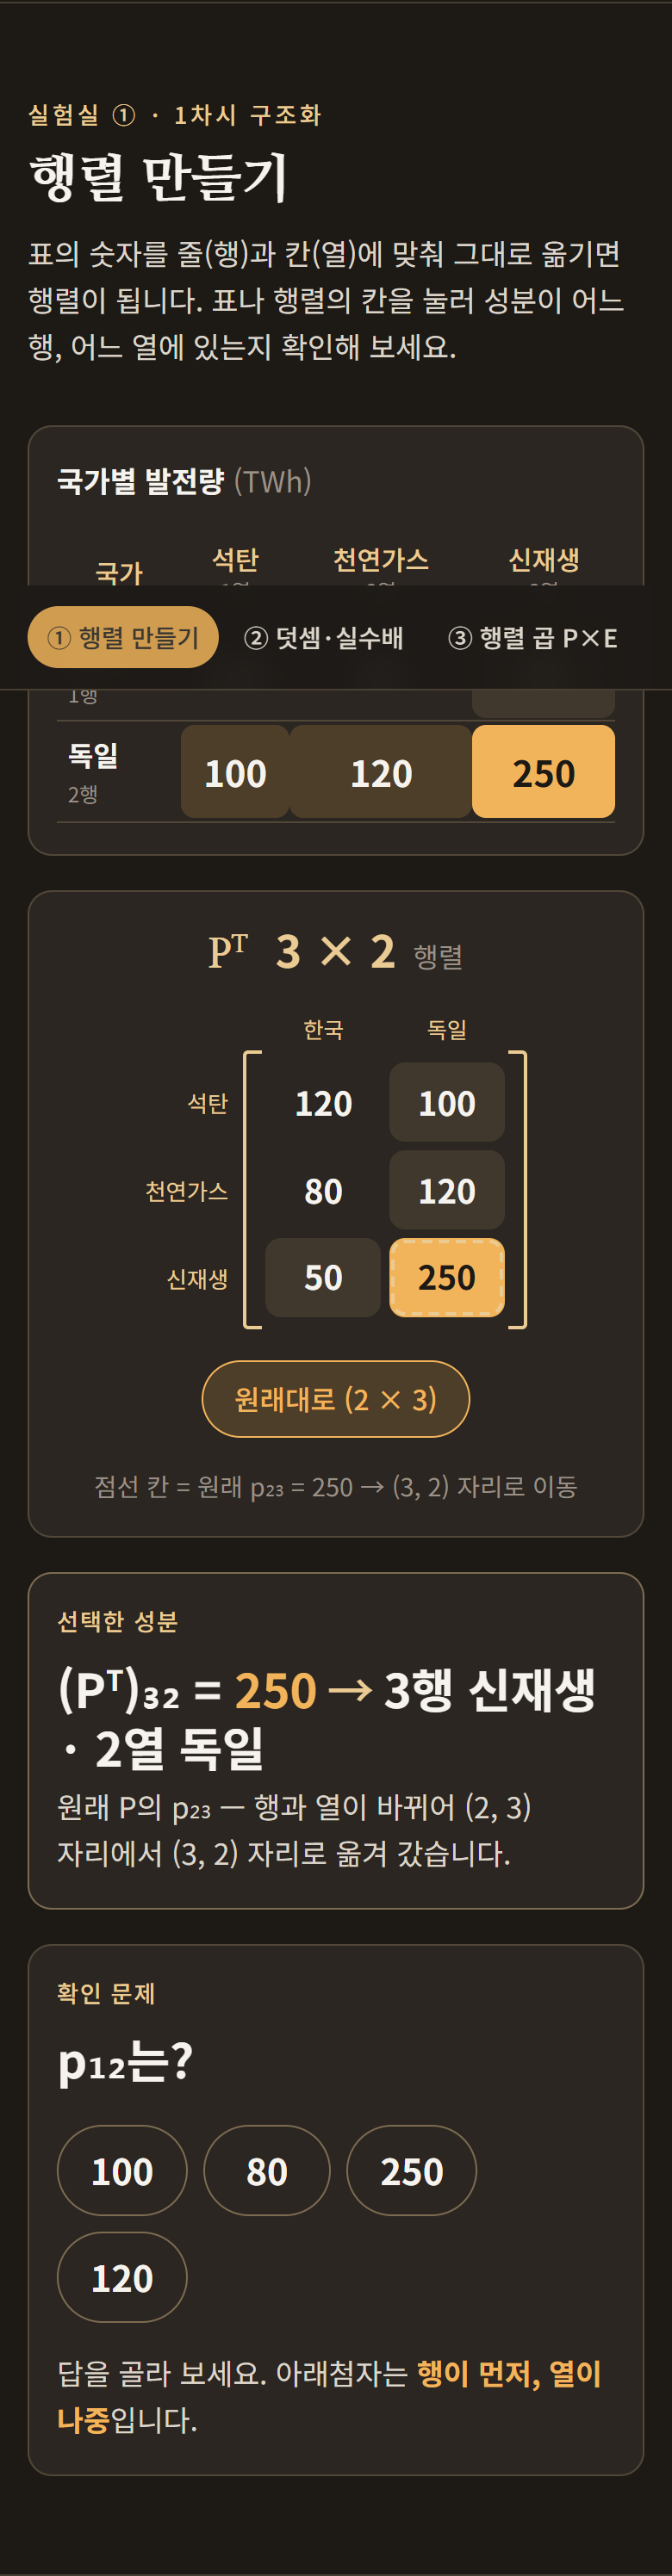 실험실 ① · 1차시 구조화
행렬 만들기
표의 숫자를 줄(행)과 칸(열)에 맞춰 그대로 옮기면
행렬이 됩니다. 표나 행렬의 칸을 눌러 성분이 어느
행, 어느 열에 있는지 확인해 보세요.
국가별 발전량 (TWh)
국가 석탄 천연가스 신재생
① 행렬 만들기 ② 덧셈·실수배 ③ 행렬 곱 P×E
1행
독일 100 120 250
2행
Pᵀ 3 × 2 행렬
한국 독일
석탄 120 100
천연가스 80 120
신재생 50 250
원래대로 (2 × 3)
점선 칸 = 원래 p₂₃ = 250 → (3, 2) 자리로 이동
선택한 성분
(Pᵀ)₃₂ = 250 → 3행 신재생
· 2열 독일
원래 P의 p₂₃ — 행과 열이 바뀌어 (2, 3)
자리에서 (3, 2) 자리로 옮겨 갔습니다.
확인 문제
p₁₂는?
100 80 250
120
답을 골라 보세요. 아래첨자는 행이 먼저, 열이
나중입니다.